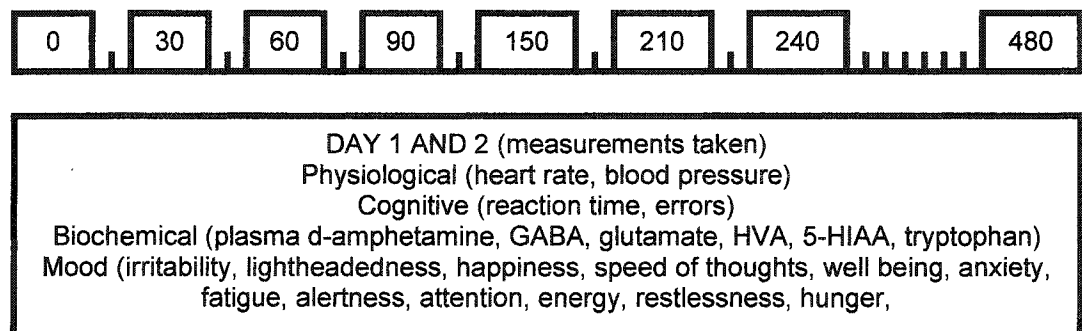 0 30 60 90 150 210 240 480
DAY 1 AND 2 (measurements taken)
Physiological (heart rate, blood pressure)
Cognitive (reaction time, errors)
Biochemical (plasma d-amphetamine, GABA, glutamate, HVA, 5-HIAA, tryptophan)
Mood (irritability, lightheadedness, happiness, speed of thoughts, well being, anxiety,
fatigue, alertness, attention, energy, restlessness, hunger,